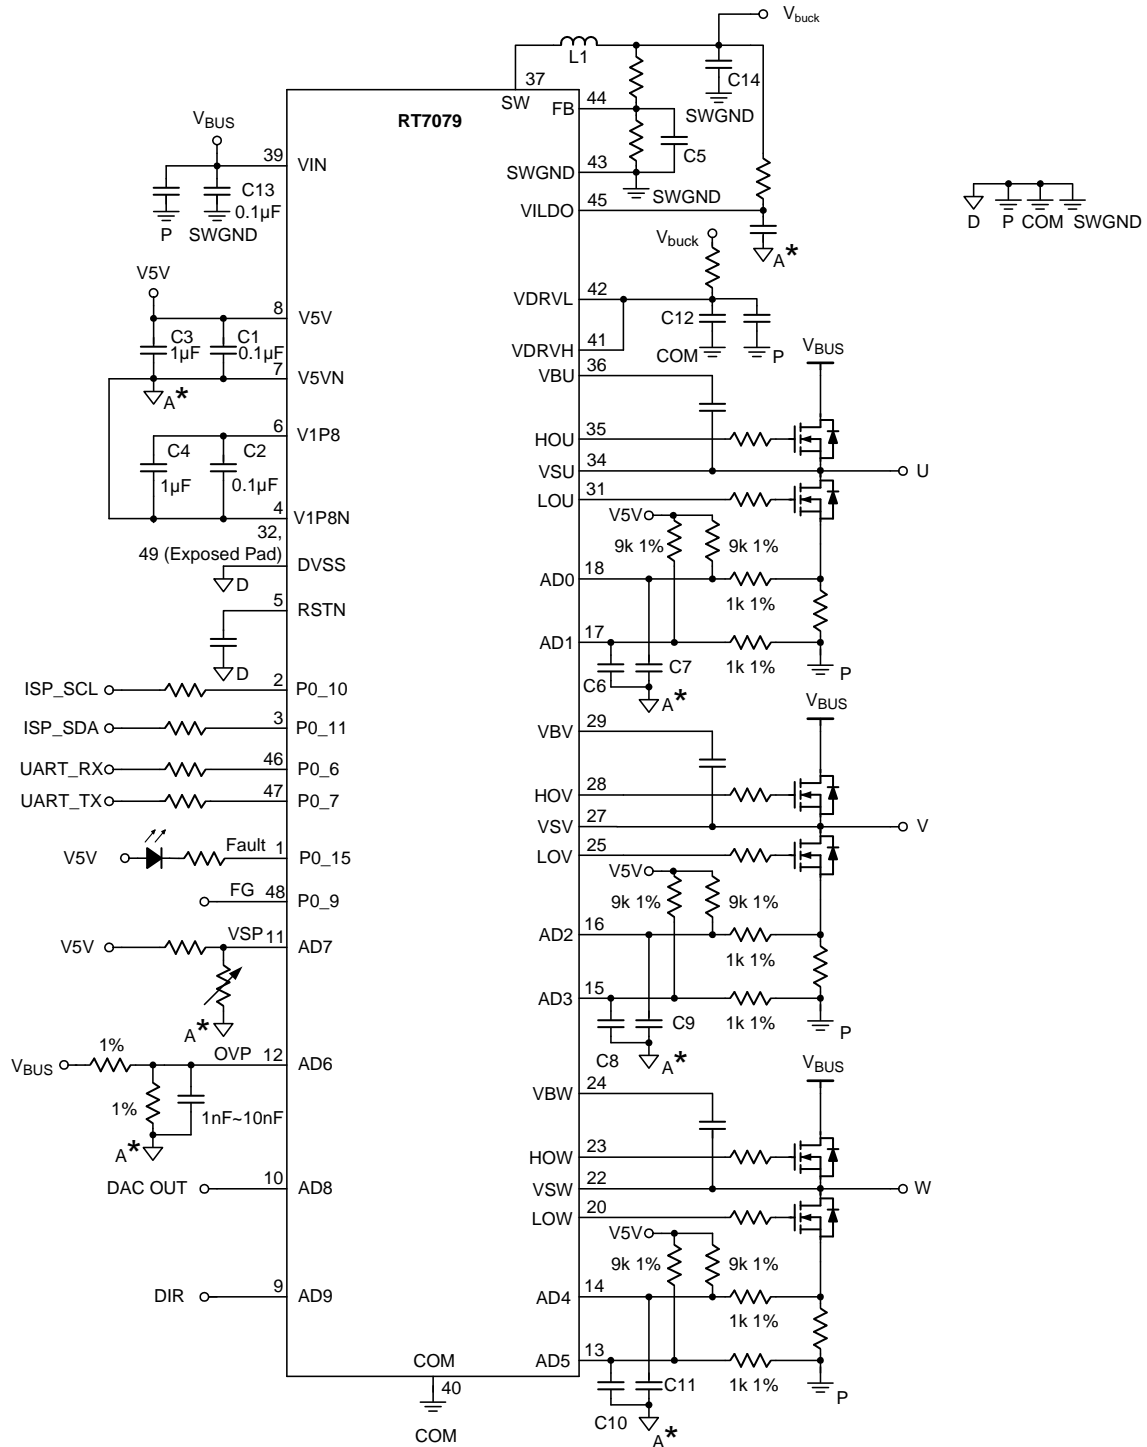 V_buck
L1
37
SW
C14
SWGND
44
FB
RT7079
C5
43
SWGND
SWGND
45
VILDO
A*
V_BUS
39
VIN
C13
0.1µF
P
SWGND
D
P
COM
SWGND
V_buck
42
VDRVL
C12
41
VDRVH
COM
P
V5V
8
V5V
C3
1µF
C1
0.1µF
7
V5VN
A*
6
V1P8
C4
1µF
C2
0.1µF
4
V1P8N
32,
49 (Exposed Pad)
DVSS
D
5
RSTN
D
ISP_SCL
2
P0_10
ISP_SDA
3
P0_11
UART_RX
46
P0_6
UART_TX
47
P0_7
V5V
Fault
1
P0_15
FG
48
P0_9
V5V
VSP
11
AD7
A*
V_BUS
1%
OVP
12
AD6
1%
1nF~10nF
A*
DAC OUT
10
AD8
DIR
9
AD9
COM
40
COM
36
VBU
V_BUS
35
HOU
34
VSU
U
31
LOU
V5V
9k 1%
9k 1%
18
AD0
1k 1%
17
AD1
1k 1%
C6
C7
A*
P
29
VBV
V_BUS
28
HOV
27
VSV
V
25
LOV
V5V
9k 1%
9k 1%
16
AD2
1k 1%
15
AD3
1k 1%
C8
C9
A*
P
24
VBW
V_BUS
23
HOW
22
VSW
W
20
LOW
V5V
9k 1%
9k 1%
14
AD4
1k 1%
13
AD5
1k 1%
C10
C11
A*
P